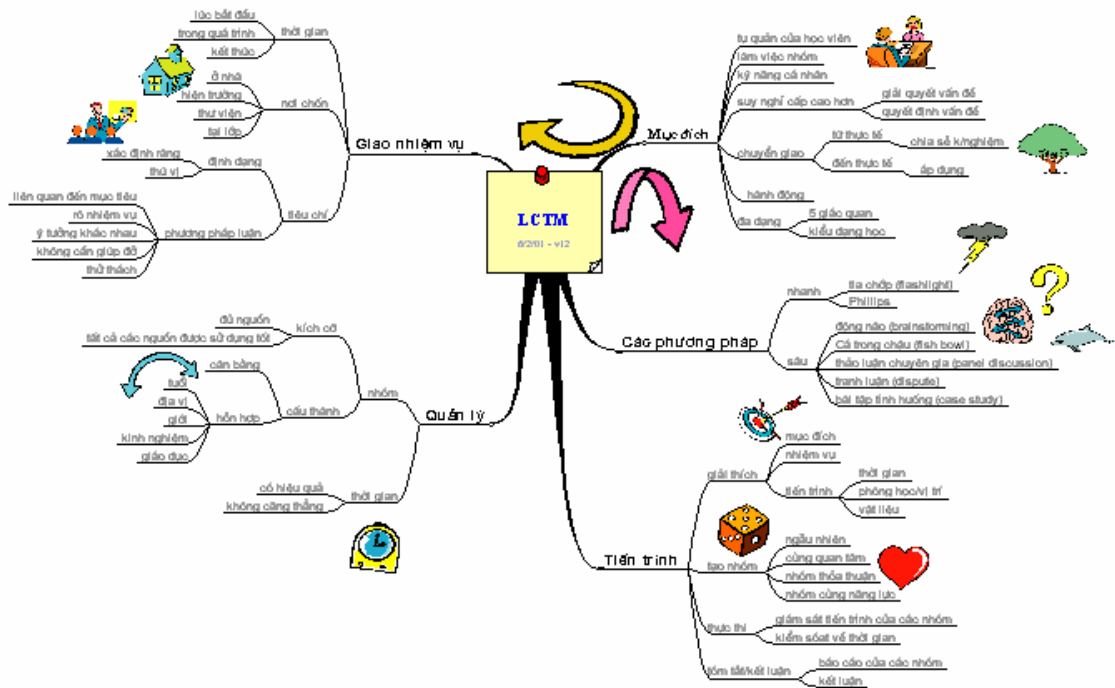 LCTM
6/2/01 - v12
Giao nhiệm vụ
thời gian
lúc bắt đầu
trong quá trình
kết thúc
nơi chốn
ở nhà
hiện trường
thư viện
tại lớp
tiêu chí
định dạng
xác định rằng
thú vị
phương pháp luận
liên quan đến mục tiêu
rõ nhiệm vụ
ý tưởng khác nhau
không cần giúp đở
thử thách
Quản lý
nhóm
kích cỡ
đủ nguồn
tất cả các nguồn được sử dụng tốt
cấu thành
cân bằng
hỗn hợp
tuổi
địa vị
giới
kinh nghiệm
giáo dục
thời gian
có hiệu quả
không căng thẳng
Mục đích
tự quản của học viên
làm việc nhóm
kỹ năng cá nhân
suy nghĩ cấp cao hơn
giải quyết vấn đề
quyết định vấn đề
chuyển giao
từ thực tế
chia sẻ k/nghiệm
đến thực tế
áp dụng
hành động
đa dạng
5 giác quan
kiểu dạng học
Các phương pháp
nhanh
tia chớp (flashlight)
Phillips
sâu
động não (brainstorming)
Cá trong chậu (fish bowl)
thảo luận chuyên gia (panel discussion)
tranh luận (dispute)
bài tập tình huống (case study)
Tiến trình
giải thích
mục đích
nhiệm vụ
tiến trình
thời gian
phòng học/vị trí
vật liệu
tạo nhóm
ngẫu nhiên
cùng quan tâm
nhóm thỏa thuận
nhóm cùng năng lực
thực thi
giám sát tiến trình của các nhóm
kiểm sóat về thời gian
tóm tắt/kết luận
báo cáo của các nhóm
kết luận